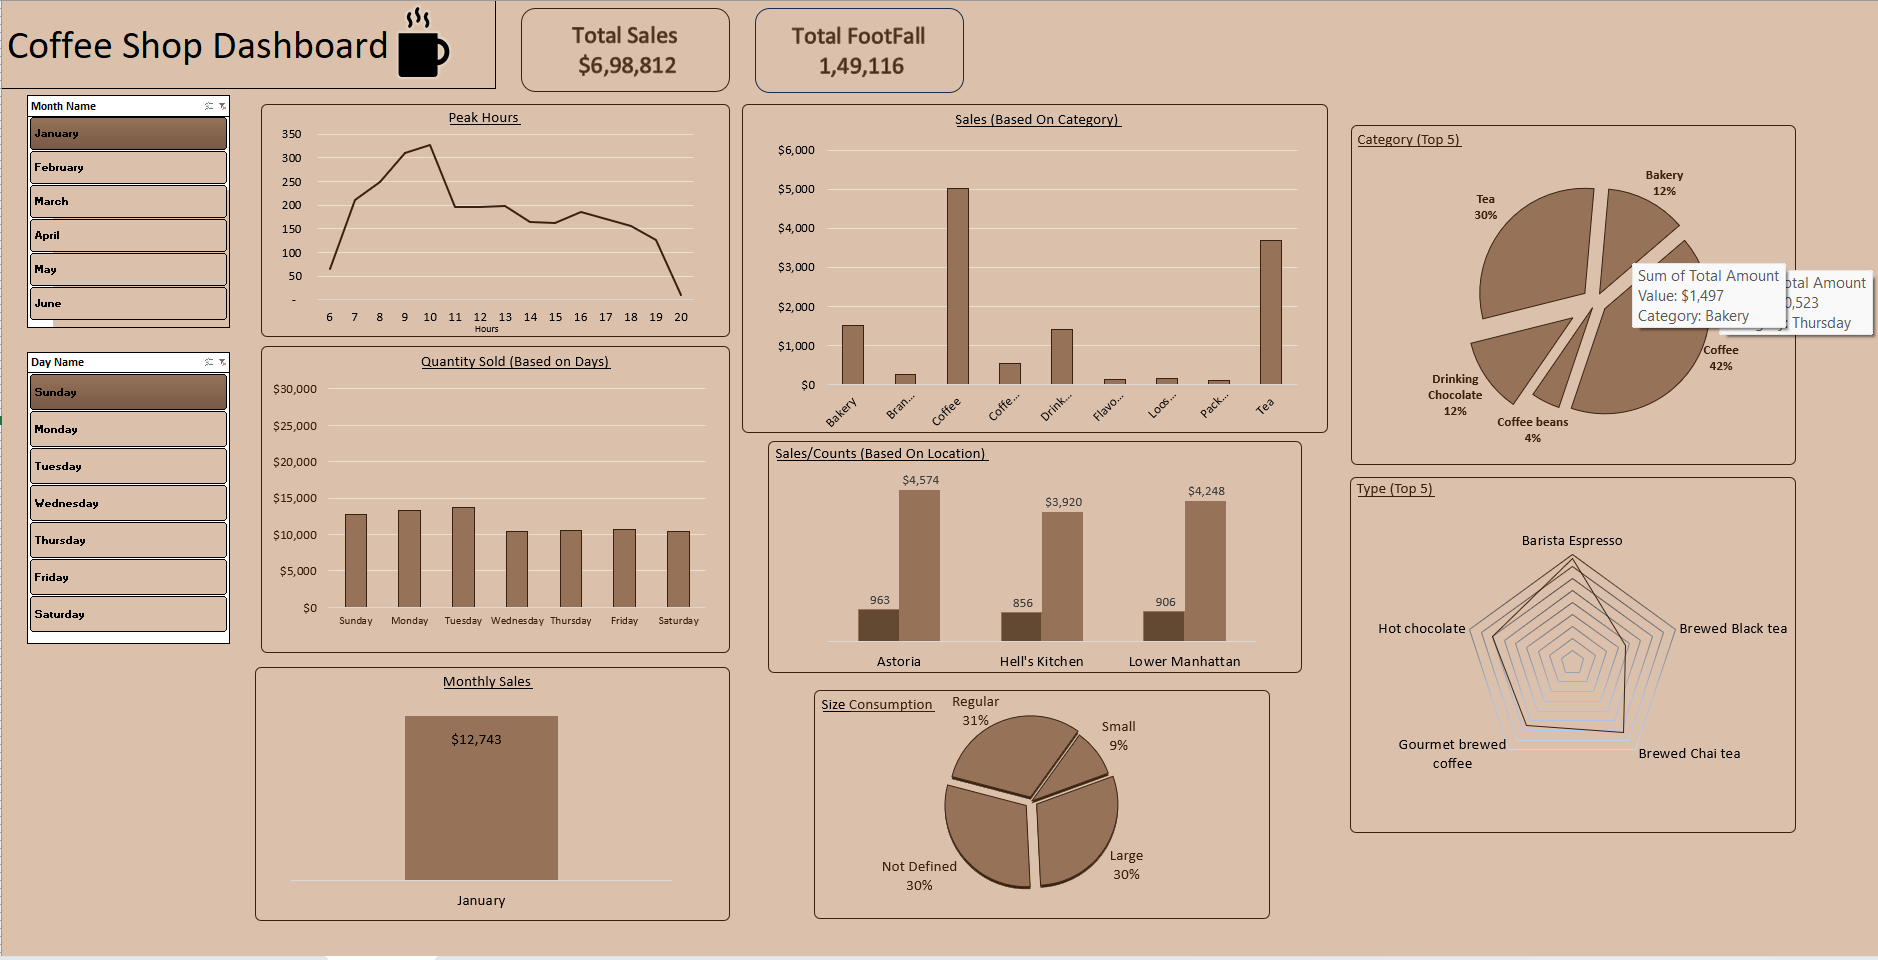 Coffee Shop Dashboard
Total Sales
$6,98,812
Total FootFall
1,49,116
Month Name
January
February
March
April
May
June
Day Name
Sunday
Monday
Tuesday
Wednesday
Thursday
Friday
Saturday
Peak Hours
350
300
250
200
150
100
50
-
6 7 8 9 10 11 12 13 14 15 16 17 18 19 20
Hours
Quantity Sold (Based on Days)
$30,000
$25,000
$20,000
$15,000
$10,000
$5,000
$0
Sunday Monday Tuesday Wednesday Thursday Friday Saturday
Monthly Sales
$12,743
January
Sales (Based On Category)
$6,000
$5,000
$4,000
$3,000
$2,000
$1,000
$0
Bakery Bran... Coffee Coffe... Drink... Flavo... Loos... Pack... Tea
Sales/Counts (Based On Location)
$4,574 $3,920 $4,248
963 856 906
Astoria Hell's Kitchen Lower Manhattan
Size Consumption
Regular
31%
Small
9%
Not Defined
30%
Large
30%
Category (Top 5)
Bakery
12%
Tea
30%
Sum of Total Amount
Value: $1,497
Category: Bakery
Amount
0,523
Thursday
Coffee
42%
Drinking
Chocolate
12%
Coffee beans
4%
Type (Top 5)
Barista Espresso
Hot chocolate
Brewed Black tea
Gourmet brewed
coffee
Brewed Chai tea